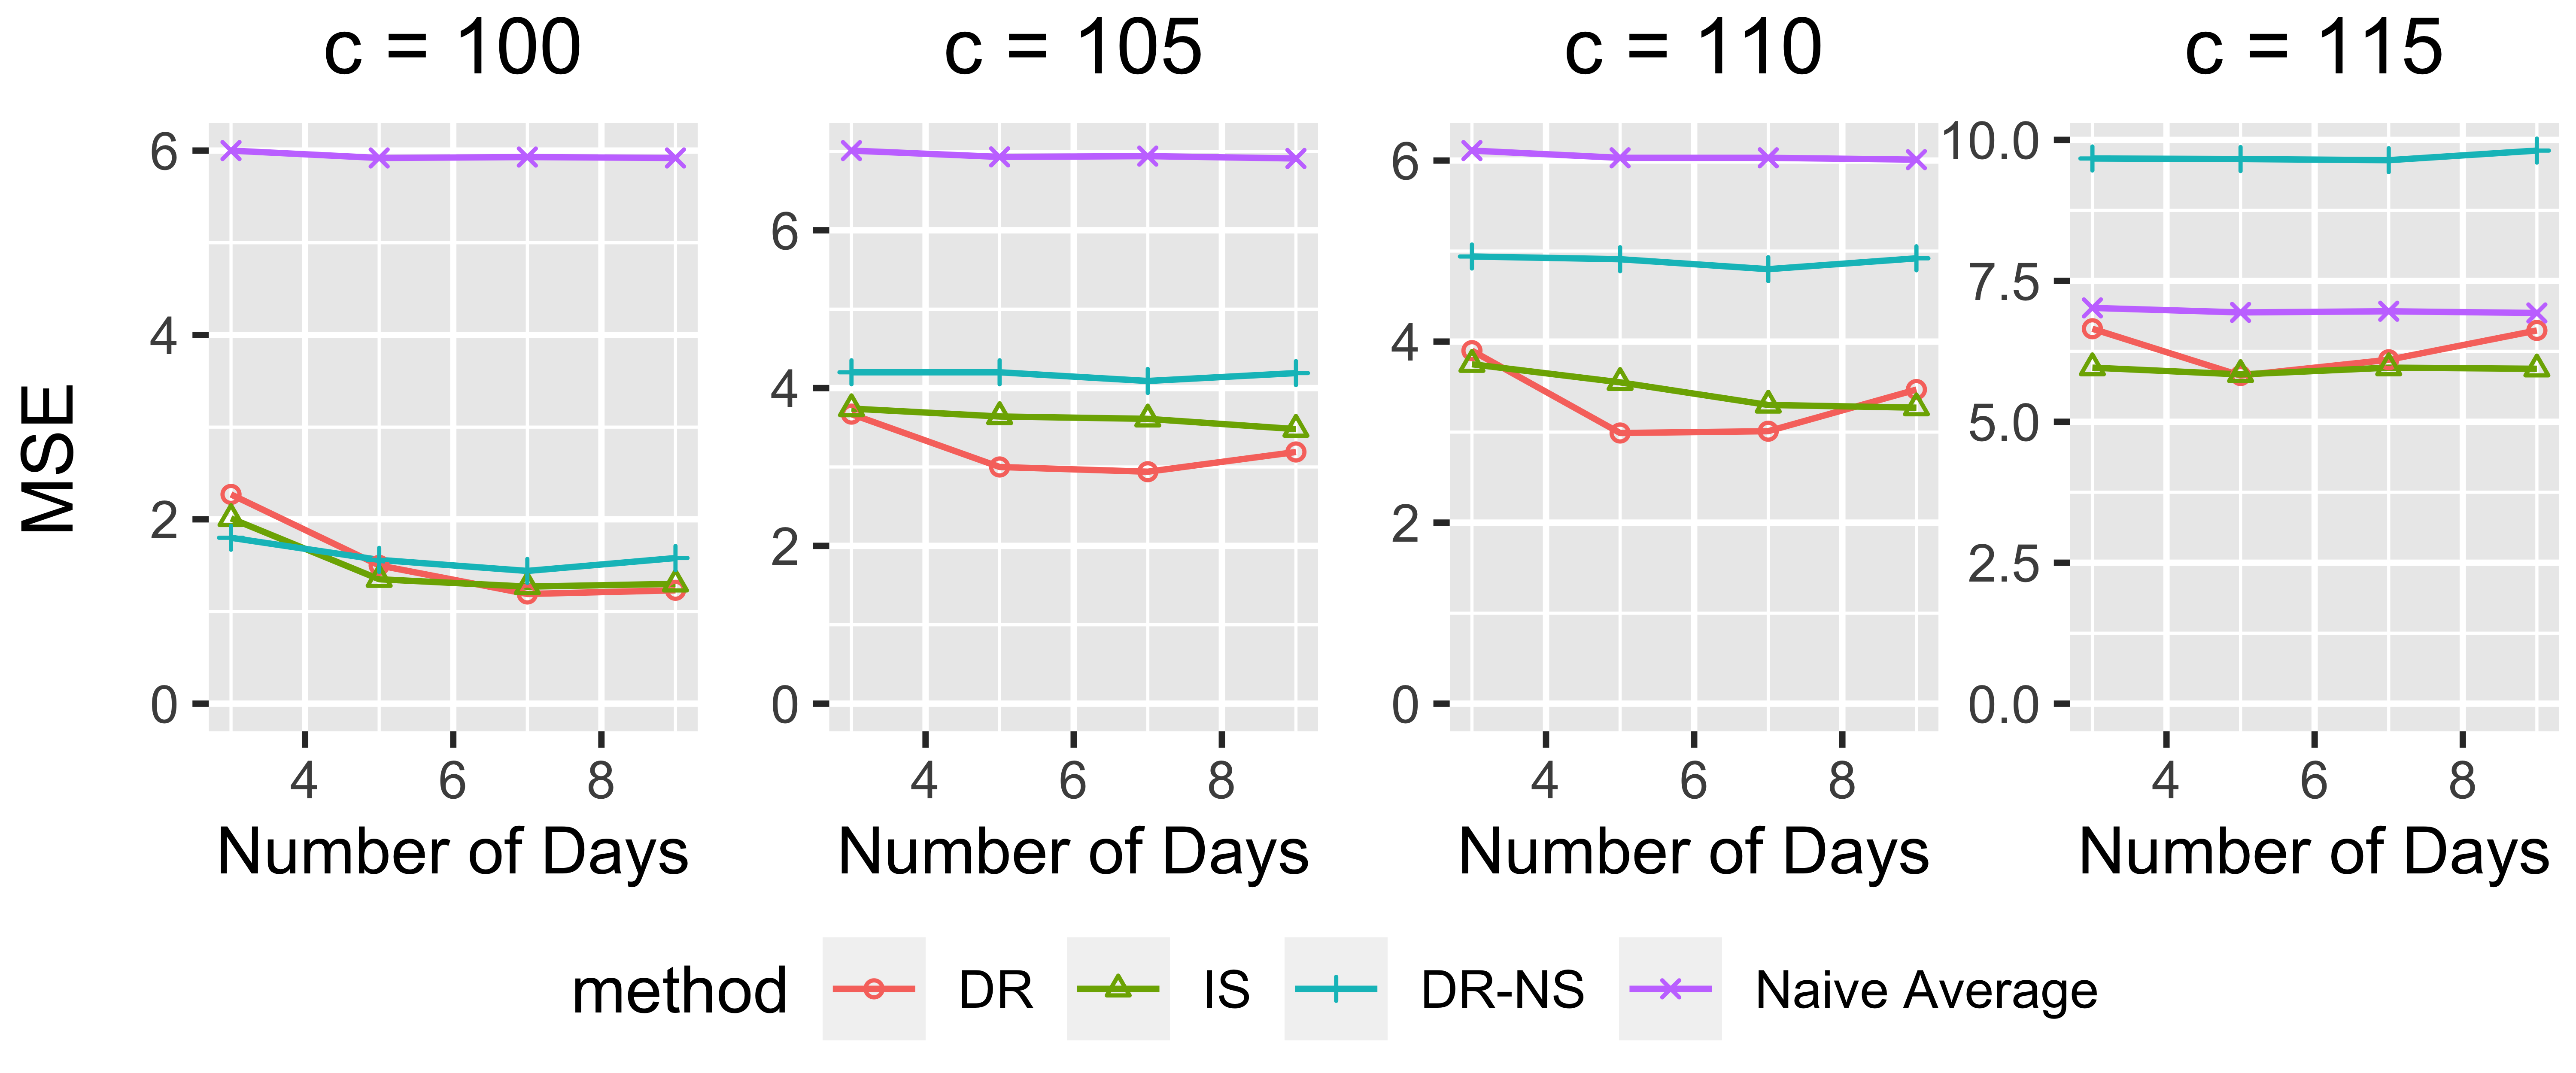 c = 100
c = 105
c = 110
c = 115
MSE
6
4
2
0
6
4
2
0
6
4
2
0
10.0
7.5
5.0
2.5
0.0
4 6 8
4 6 8
4 6 8
4 6 8
Number of Days
Number of Days
Number of Days
Number of Days
method DR IS DR-NS Naive Average